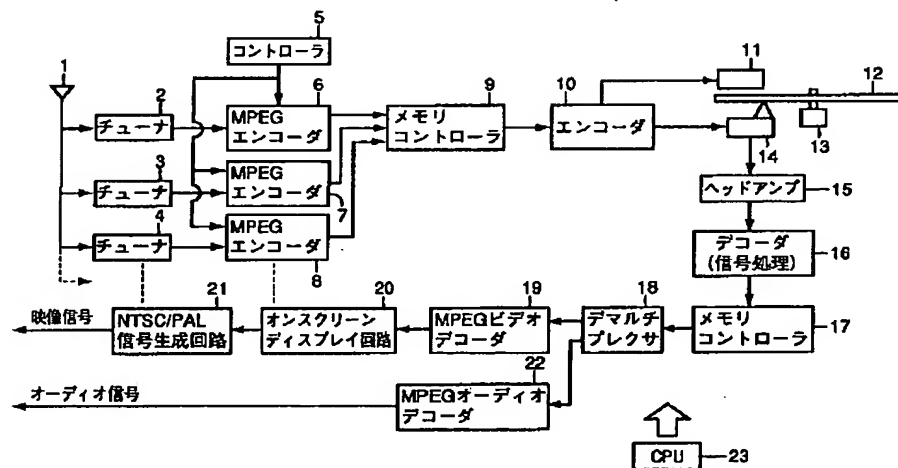 5
コントローラ
1
2
チューナ
6
MPEG
エンコーダ
9
メモリ
コントローラ
10
エンコーダ
11
12
13
14
3
チューナ
MPEG
エンコーダ
7
4
チューナ
MPEG
エンコーダ
8
ヘッドアンプ
15
デコーダ
(信号処理)
16
映像信号
21
NTSC/PAL
信号生成回路
20
オンスクリーン
ディスプレイ回路
19
MPEGビデオ
デコーダ
18
デマルチ
プレクサ
メモリ
コントローラ
17
オーディオ信号
22
MPEGオーディオ
デコーダ
CPU
23